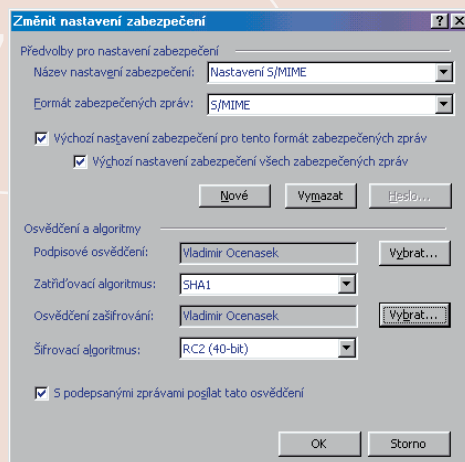 Změnit nastavení zabezpečení
Předvolby pro nastavení zabezpečení
Název nastavení zabezpečení: Nastavení S/MIME
Formát zabezpečených zpráv: S/MIME
Výchozí nastavení zabezpečení pro tento formát zabezpečených zpráv
Výchozí nastavení zabezpečení všech zabezpečených zpráv
Nové Vymazat Heslo...
Osvědčení a algoritmy
Podpisové osvědčení: Vladimir Ocenasek Vybrat...
Zatřiďovací algoritmus: SHA1
Osvědčení zašifrování: Vladimir Ocenasek Vybrat...
Šifrovací algoritmus: RC2 (40-bit)
S podepsanými zprávami posílat tato osvědčení
OK Storno